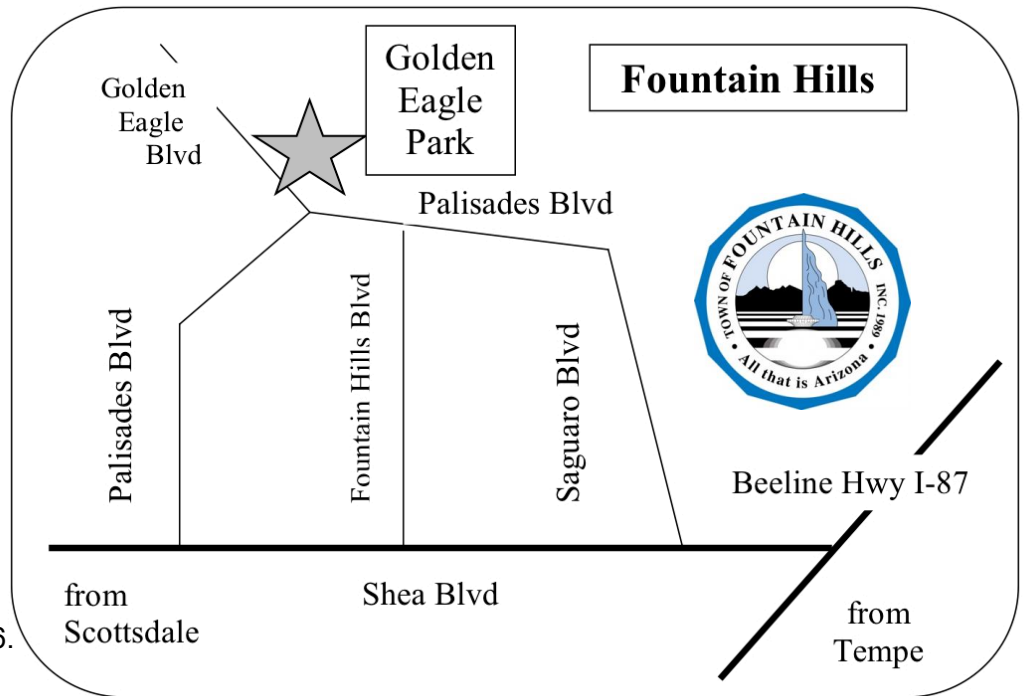 Golden
Eagle
Blvd
Golden
Eagle
Park
Fountain Hills
Palisades Blvd
TOWN OF FOUNTAIN HILLS INC. 1989
• All that is Arizona •
Palisades Blvd
Fountain Hills Blvd
Saguaro Blvd
Beeline Hwy I-87
Shea Blvd
from
Scottsdale
from
Tempe
6.